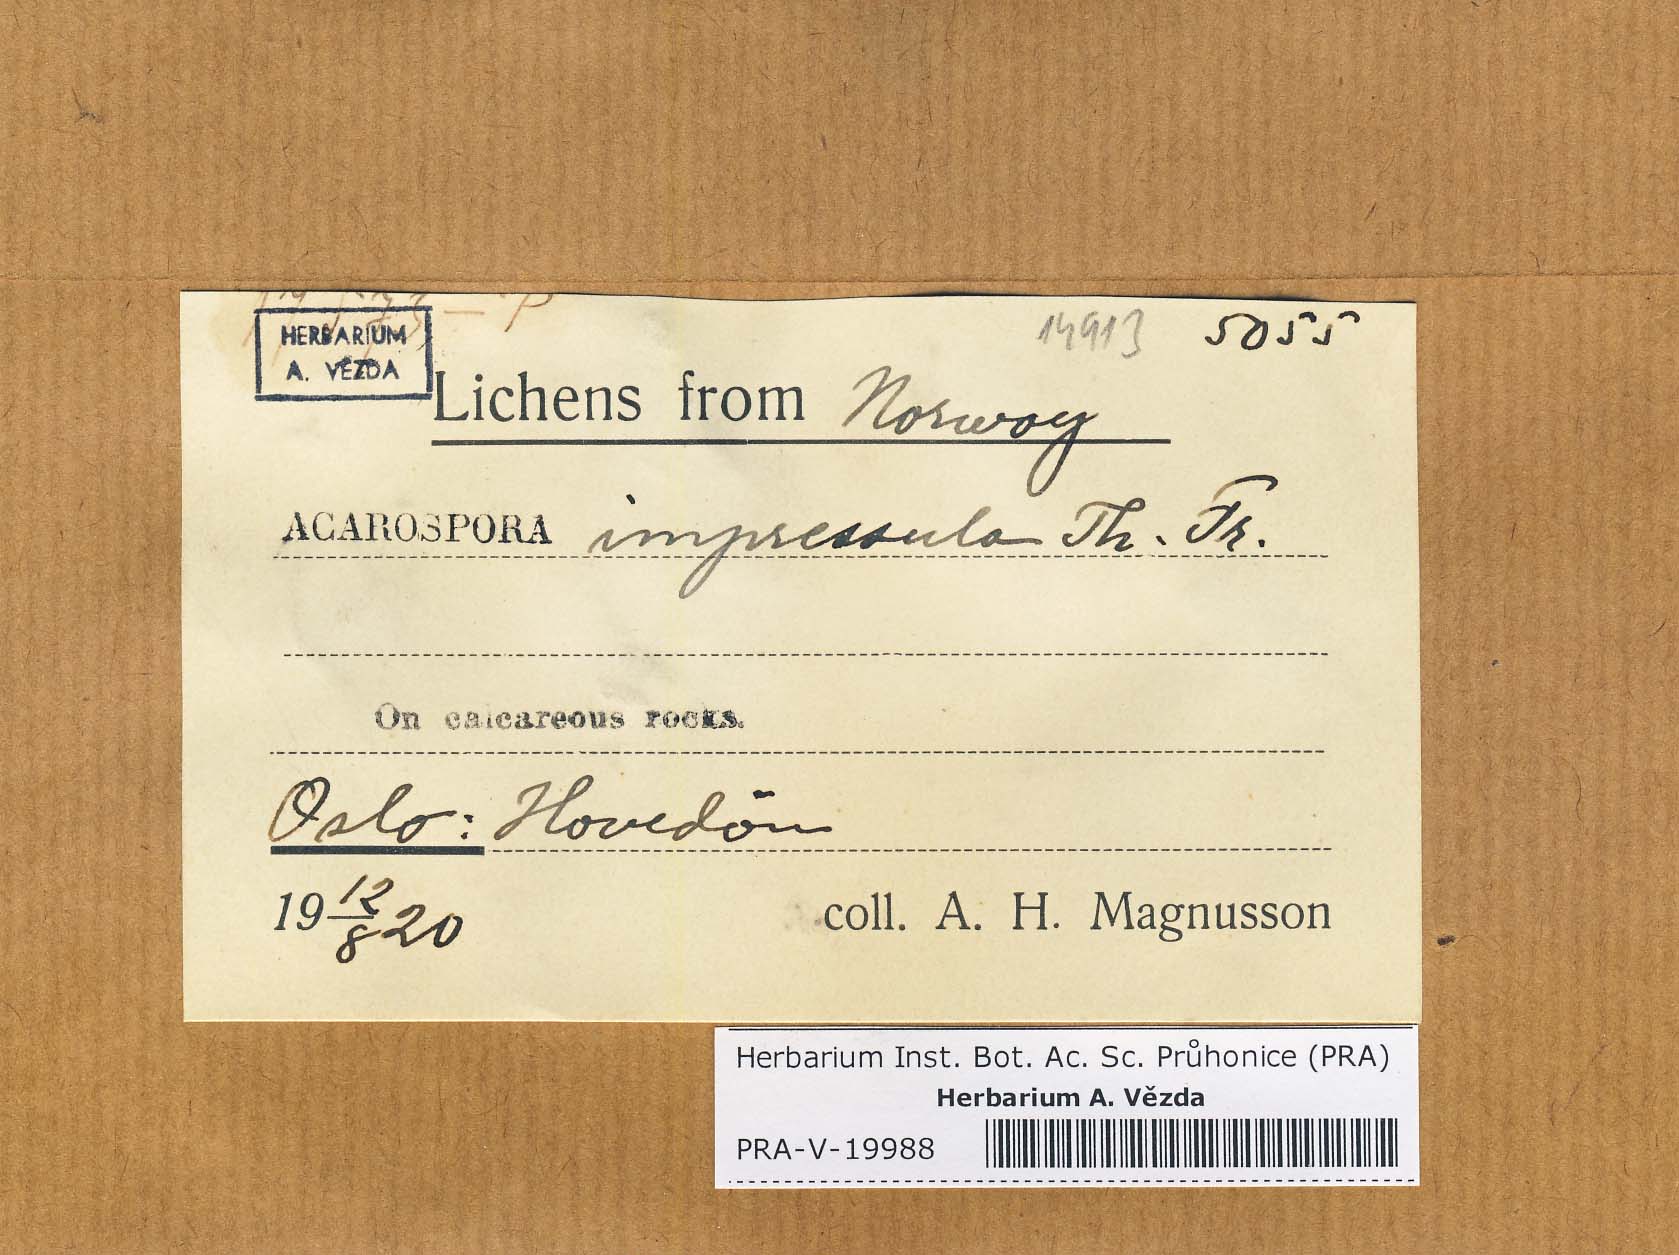 HERBARIUM
A. VĚZDA
14913 5055
Lichens from Norway
ACAROSPORA impressula Th. Fr.
On calcareous rocks.
Oslo: Hovedön
19 12/8 20 coll. A. H. Magnusson
Herbarium Inst. Bot. Ac. Sc. Průhonice (PRA)
Herbarium A. Vězda
PRA-V-19988